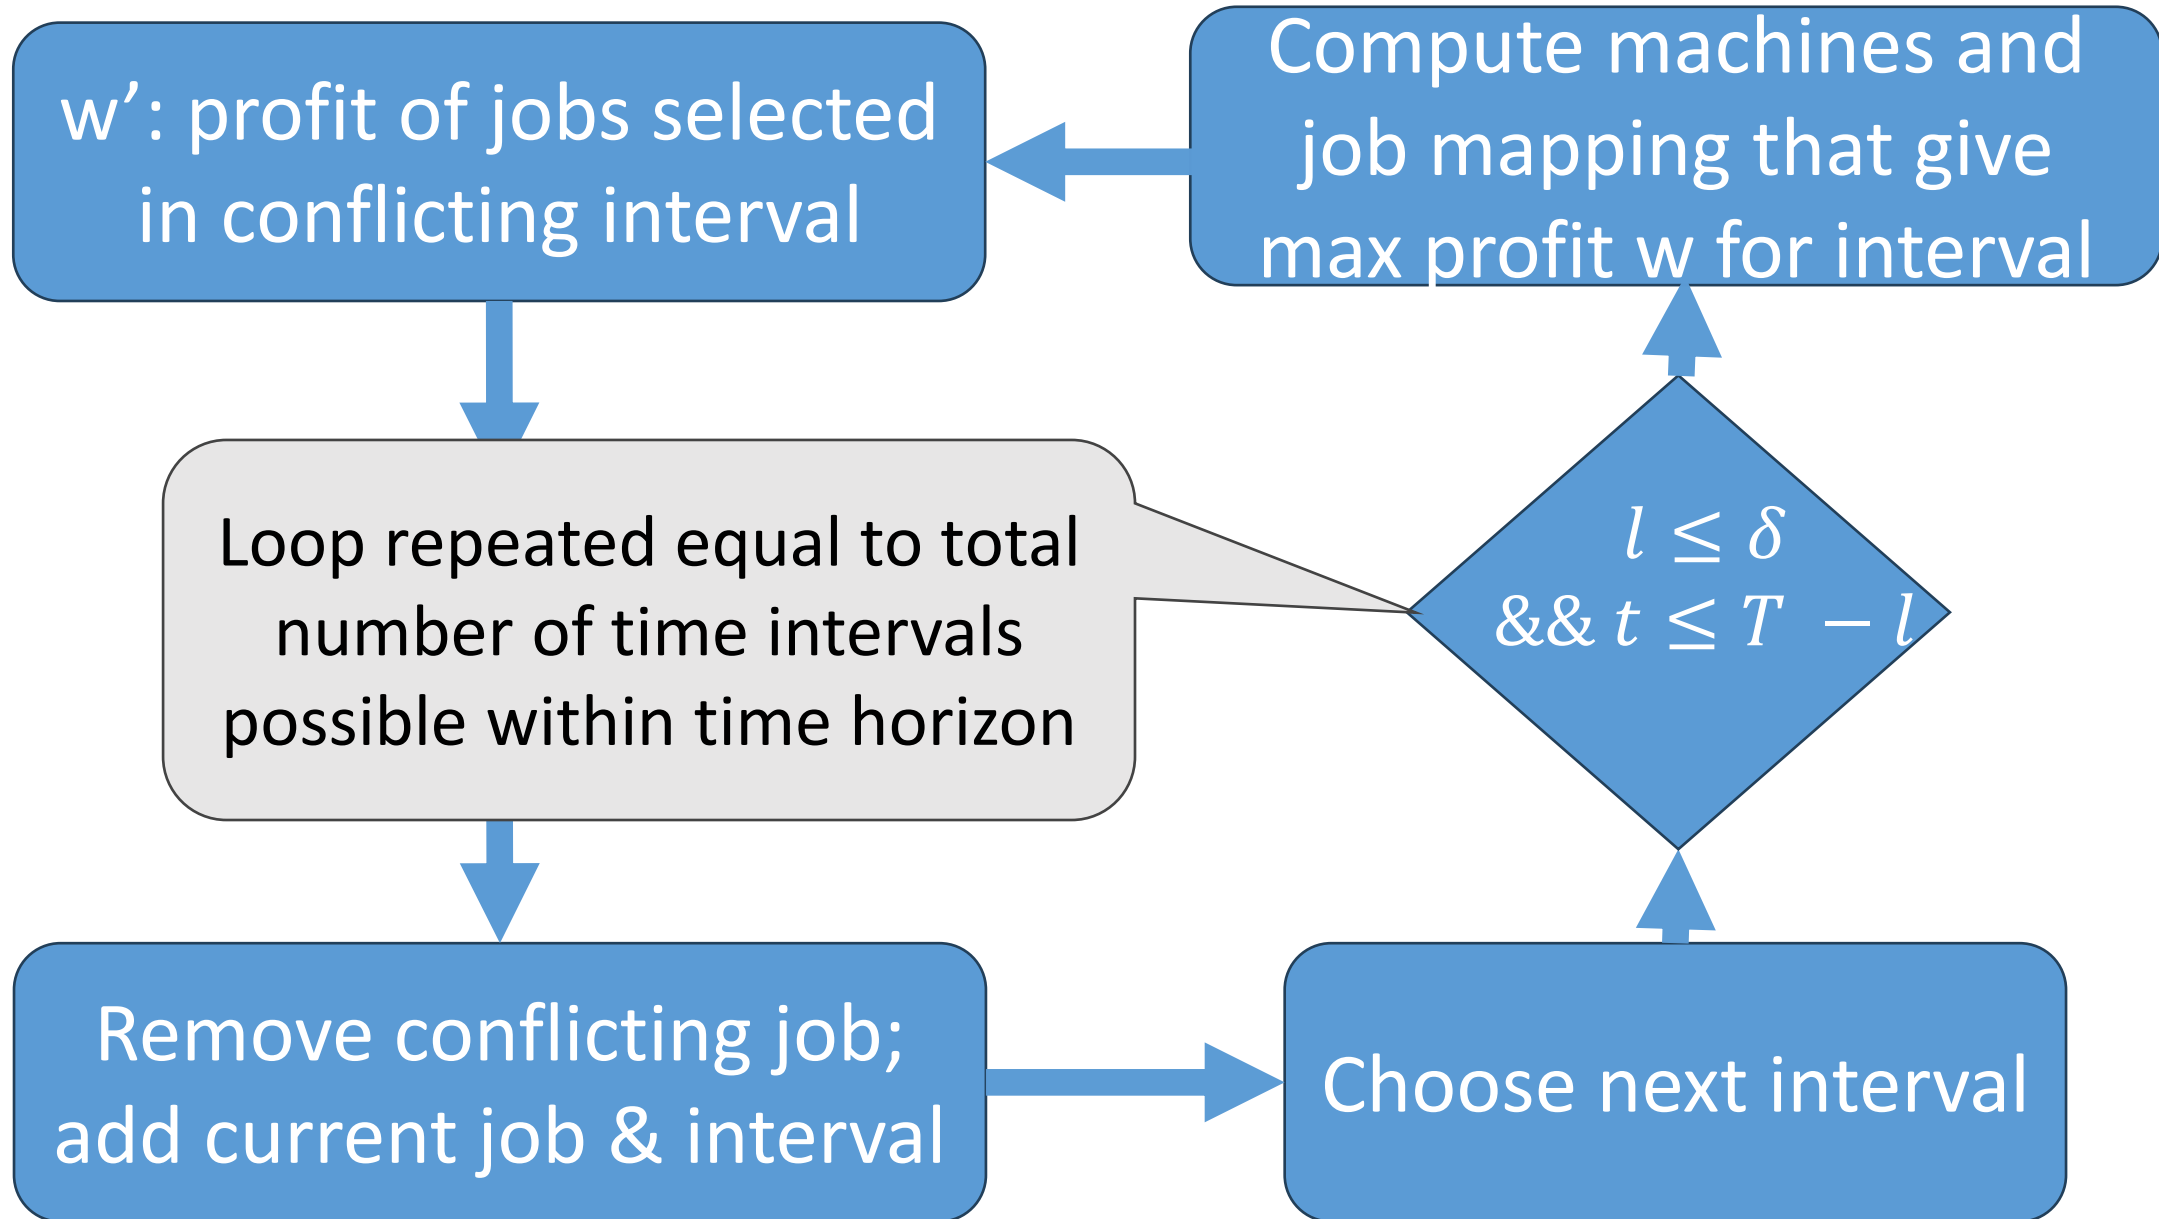 w’: profit of jobs selected
in conflicting interval
Compute machines and
job mapping that give
max profit w for interval
Loop repeated equal to total
number of time intervals
possible within time horizon
l ≤ δ
&& t ≤ T − l
Remove conflicting job;
add current job & interval
Choose next interval